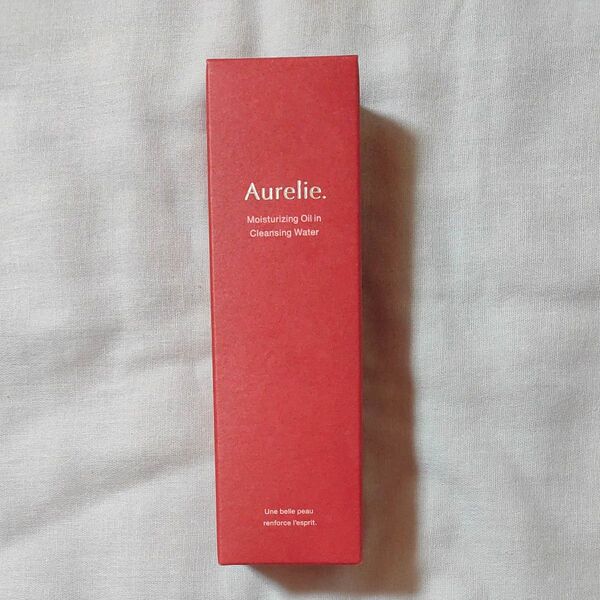 Aurelie.
Moisturizing Oil in
Cleansing Water
Une belle peau
renforce l'esprit.